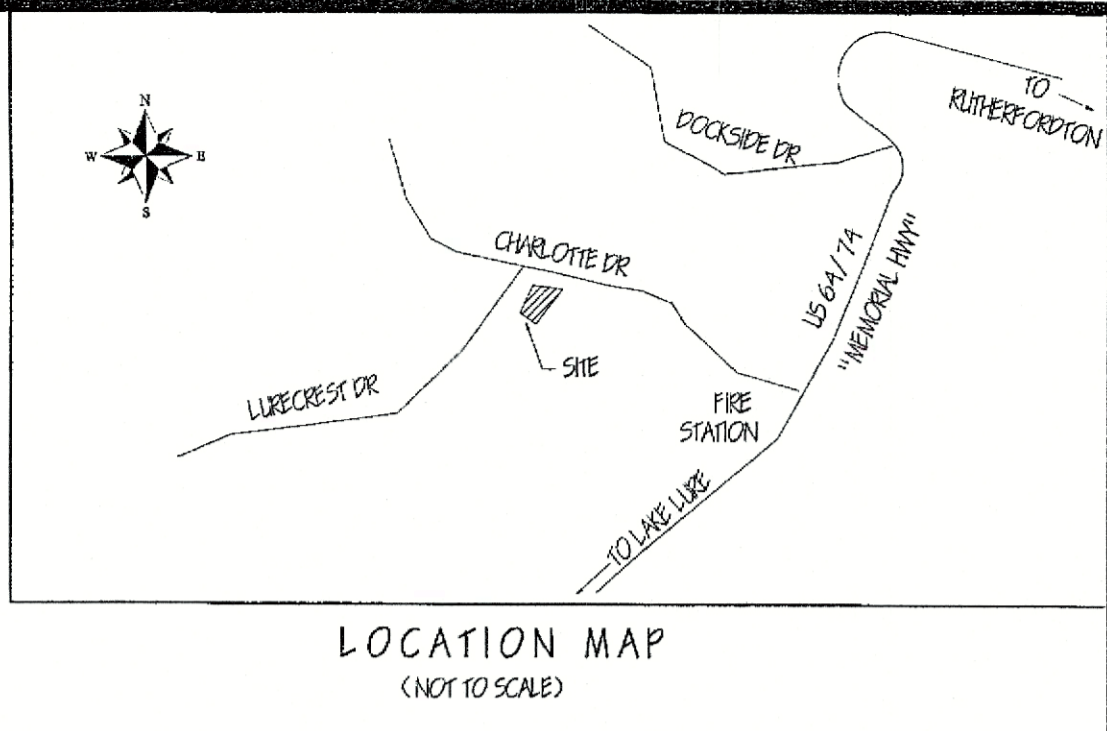 N
W E
S
DOCKSIDE DR
TO
RUTHERFORDTON
CHARLOTTE DR
US 64/74
"MEMORIAL HWY"
SITE
LURECREST DR
FIRE
STATION
TO LAKE LURE
LOCATION MAP
(NOT TO SCALE)